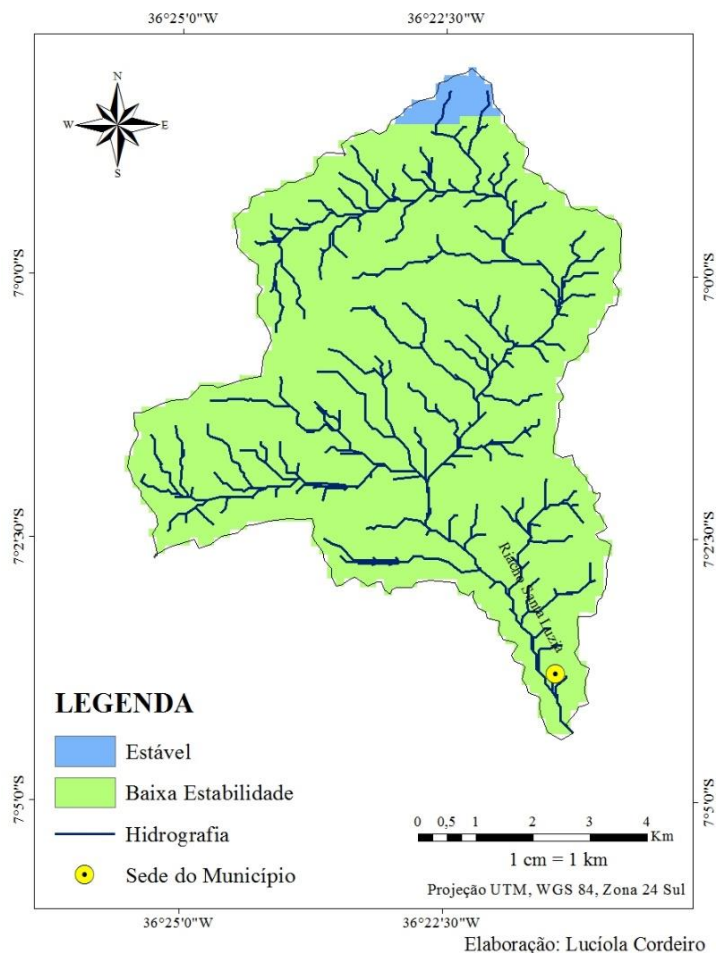 36°25'0"W 36°22'30"W
N
W E
S
7°0'0"S 7°0'0"S
7°2'30"S 7°2'30"S
Riacho Santa Luzia
LEGENDA
Estável
Baixa Estabilidade
Hidrografia
Sede do Município
7°5'0"S 7°5'0"S
0 0,5 1 2 3 4
Km
1 cm = 1 km
Projeção UTM, WGS 84, Zona 24 Sul
36°25'0"W 36°22'30"W
Elaboração: Lucíola Cordeiro